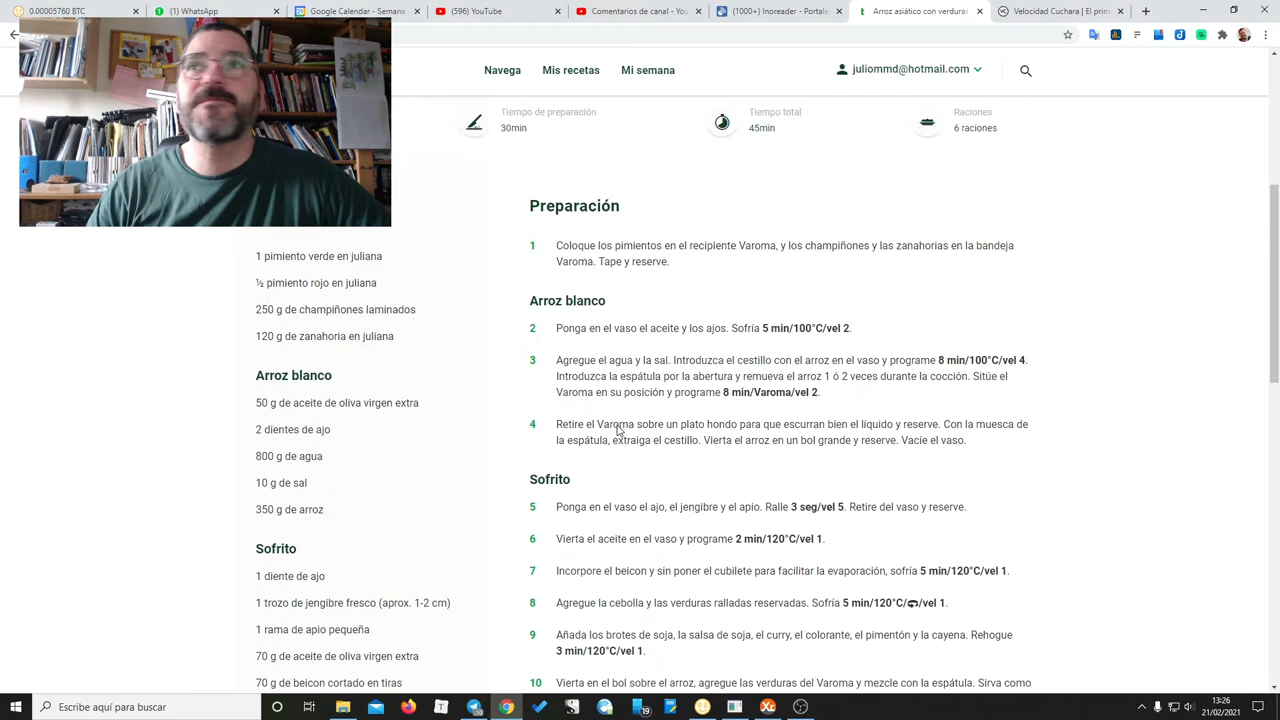 0.00005760 BTC
(1) WhatsApp
Google Calendar - Semana
(596) YouTube
Comentarios de canal - You
(0000+) Inoreader - Portada
Arroz asiático con verduras
Velocidad Cuchara | El prim
Navega
Mis recetas
Mi semana
juliommd@hotmail.com
Tiempo de preparación
30min
Tiempo total
45min
Raciones
6 raciones
1 pimiento verde en juliana
½ pimiento rojo en juliana
250 g de champiñones laminados
120 g de zanahoria en juliana
Arroz blanco
50 g de aceite de oliva virgen extra
2 dientes de ajo
800 g de agua
10 g de sal
350 g de arroz
Sofrito
1 diente de ajo
1 trozo de jengibre fresco (aprox. 1-2 cm)
1 rama de apio pequeña
70 g de aceite de oliva virgen extra
70 g de beicon cortado en tiras
Preparación
1 Coloque los pimientos en el recipiente Varoma, y los champiñones y las zanahorias en la bandeja
Varoma. Tape y reserve.
Arroz blanco
2 Ponga en el vaso el aceite y los ajos. Sofría 5 min/100°C/vel 2.
3 Agregue el agua y la sal. Introduzca el cestillo con el arroz en el vaso y programe 8 min/100°C/vel 4.
Introduzca la espátula por la abertura y remueva el arroz 1 ó 2 veces durante la cocción. Sitúe el
Varoma en su posición y programe 8 min/Varoma/vel 2.
4 Retire el Varoma sobre un plato hondo para que escurran bien el líquido y reserve. Con la muesca de
la espátula, extraiga el cestillo. Vierta el arroz en un bol grande y reserve. Vacíe el vaso.
Sofrito
5 Ponga en el vaso el ajo, el jengibre y el apio. Ralle 3 seg/vel 5. Retire del vaso y reserve.
6 Vierta el aceite en el vaso y programe 2 min/120°C/vel 1.
7 Incorpore el beicon y sin poner el cubilete para facilitar la evaporación, sofría 5 min/120°C/vel 1.
8 Agregue la cebolla y las verduras ralladas reservadas. Sofría 5 min/120°C/ /vel 1.
9 Añada los brotes de soja, la salsa de soja, el curry, el colorante, el pimentón y la cayena. Rehogue
3 min/120°C/vel 1.
10 Vierta en el bol sobre el arroz, agregue las verduras del Varoma y mezcle con la espátula. Sirva como
Escribe aquí para buscar
19
13:26
21/02/2021